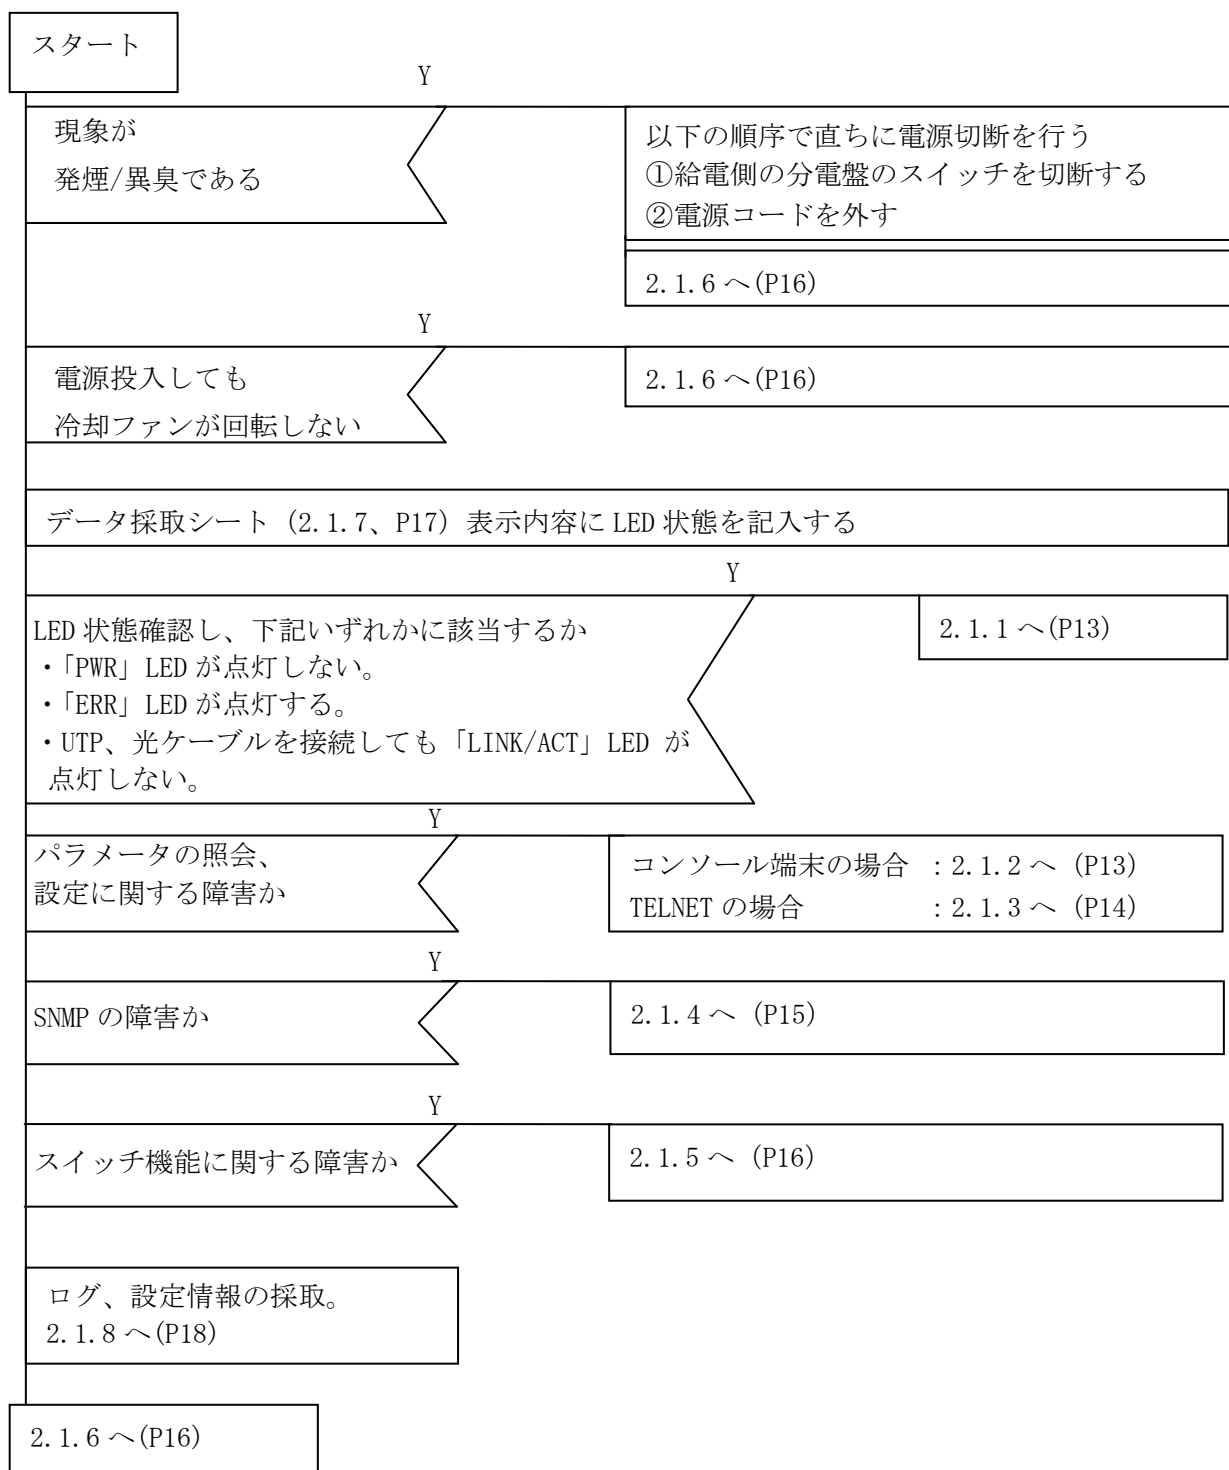 スタート
Y
現象が
発煙/異臭である
以下の順序で直ちに電源切断を行う
①給電側の分電盤のスイッチを切断する
②電源コードを外す
2.1.6 へ(P16)
Y
電源投入しても
冷却ファンが回転しない
2.1.6 へ(P16)
データ採取シート (2.1.7、P17) 表示内容に LED 状態を記入する
Y
LED 状態確認し、下記いずれかに該当するか
・「PWR」LED が点灯しない。
・「ERR」LED が点灯する。
・UTP、光ケーブルを接続しても「LINK/ACT」LED が
点灯しない。
2.1.1 へ(P13)
Y
パラメータの照会、
設定に関する障害か
コンソール端末の場合 :2.1.2 へ (P13)
TELNET の場合 :2.1.3 へ (P14)
Y
SNMP の障害か
2.1.4 へ (P15)
Y
スイッチ機能に関する障害か
2.1.5 へ (P16)
ログ、設定情報の採取。
2.1.8 へ(P18)
2.1.6 へ(P16)